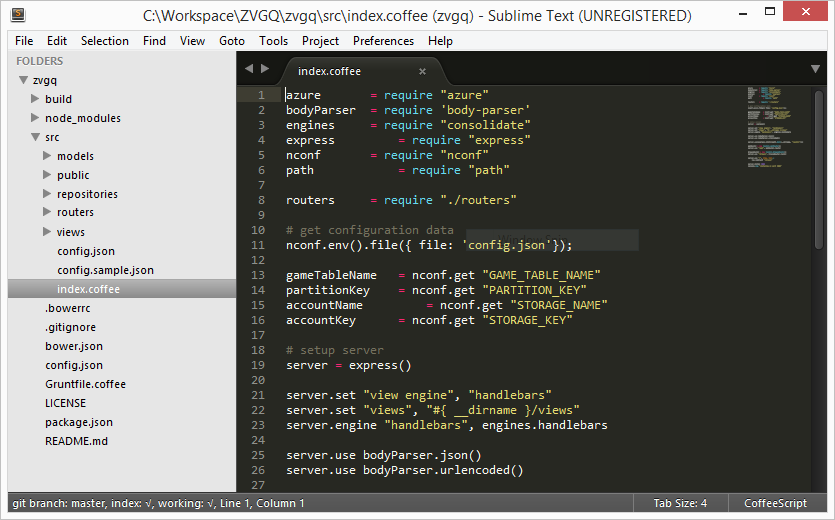 C:\Workspace\ZVGQ\zvgq\src\index.coffee (zvgq) - Sublime Text (UNREGISTERED)
File Edit Selection Find View Goto Tools Project Preferences Help
FOLDERS
zvgq
build
node_modules
src
models
public
repositories
routers
views
config.json
config.sample.json
index.coffee
.bowerrc
.gitignore
bower.json
config.json
Gruntfile.coffee
LICENSE
package.json
README.md
index.coffee ×
1 azure = require "azure"
2 bodyParser = require 'body-parser'
3 engines = require "consolidate"
4 express = require "express"
5 nconf = require "nconf"
6 path = require "path"
7
8 routers = require "./routers"
9
10 # get configuration data
11 nconf.env().file({ file: 'config.json'});
12
13 gameTableName = nconf.get "GAME_TABLE_NAME"
14 partitionKey = nconf.get "PARTITION_KEY"
15 accountName = nconf.get "STORAGE_NAME"
16 accountKey = nconf.get "STORAGE_KEY"
17
18 # setup server
19 server = express()
20
21 server.set "view engine", "handlebars"
22 server.set "views", "#{ __dirname }/views"
23 server.engine "handlebars", engines.handlebars
24
25 server.use bodyParser.json()
26 server.use bodyParser.urlencoded()
27
git branch: master, index: √, working: √, Line 1, Column 1 Tab Size: 4 CoffeeScript